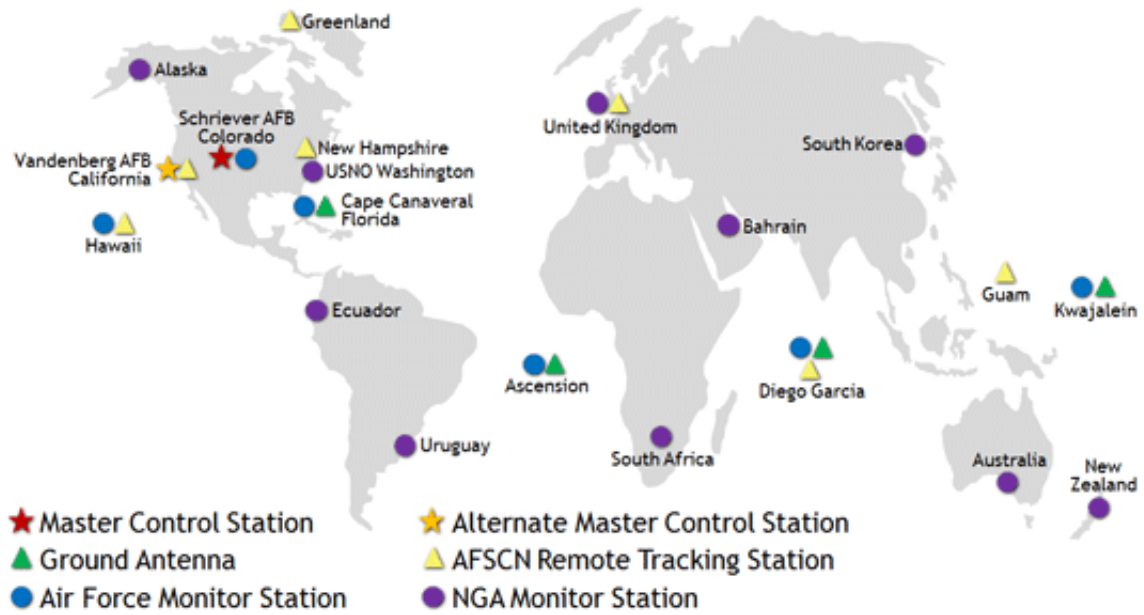 Greenland
Alaska
Schriever AFB
Colorado
New Hampshire
USNO Washington
Vandenberg AFB
California
Cape Canaveral
Florida
Hawaii
United Kingdom
South Korea
Bahrain
Guam
Kwajalein
Ecuador
Ascension
Diego Garcia
Uruguay
South Africa
Australia
New
Zealand
Master Control Station
Alternate Master Control Station
Ground Antenna
AFSCN Remote Tracking Station
Air Force Monitor Station
NGA Monitor Station